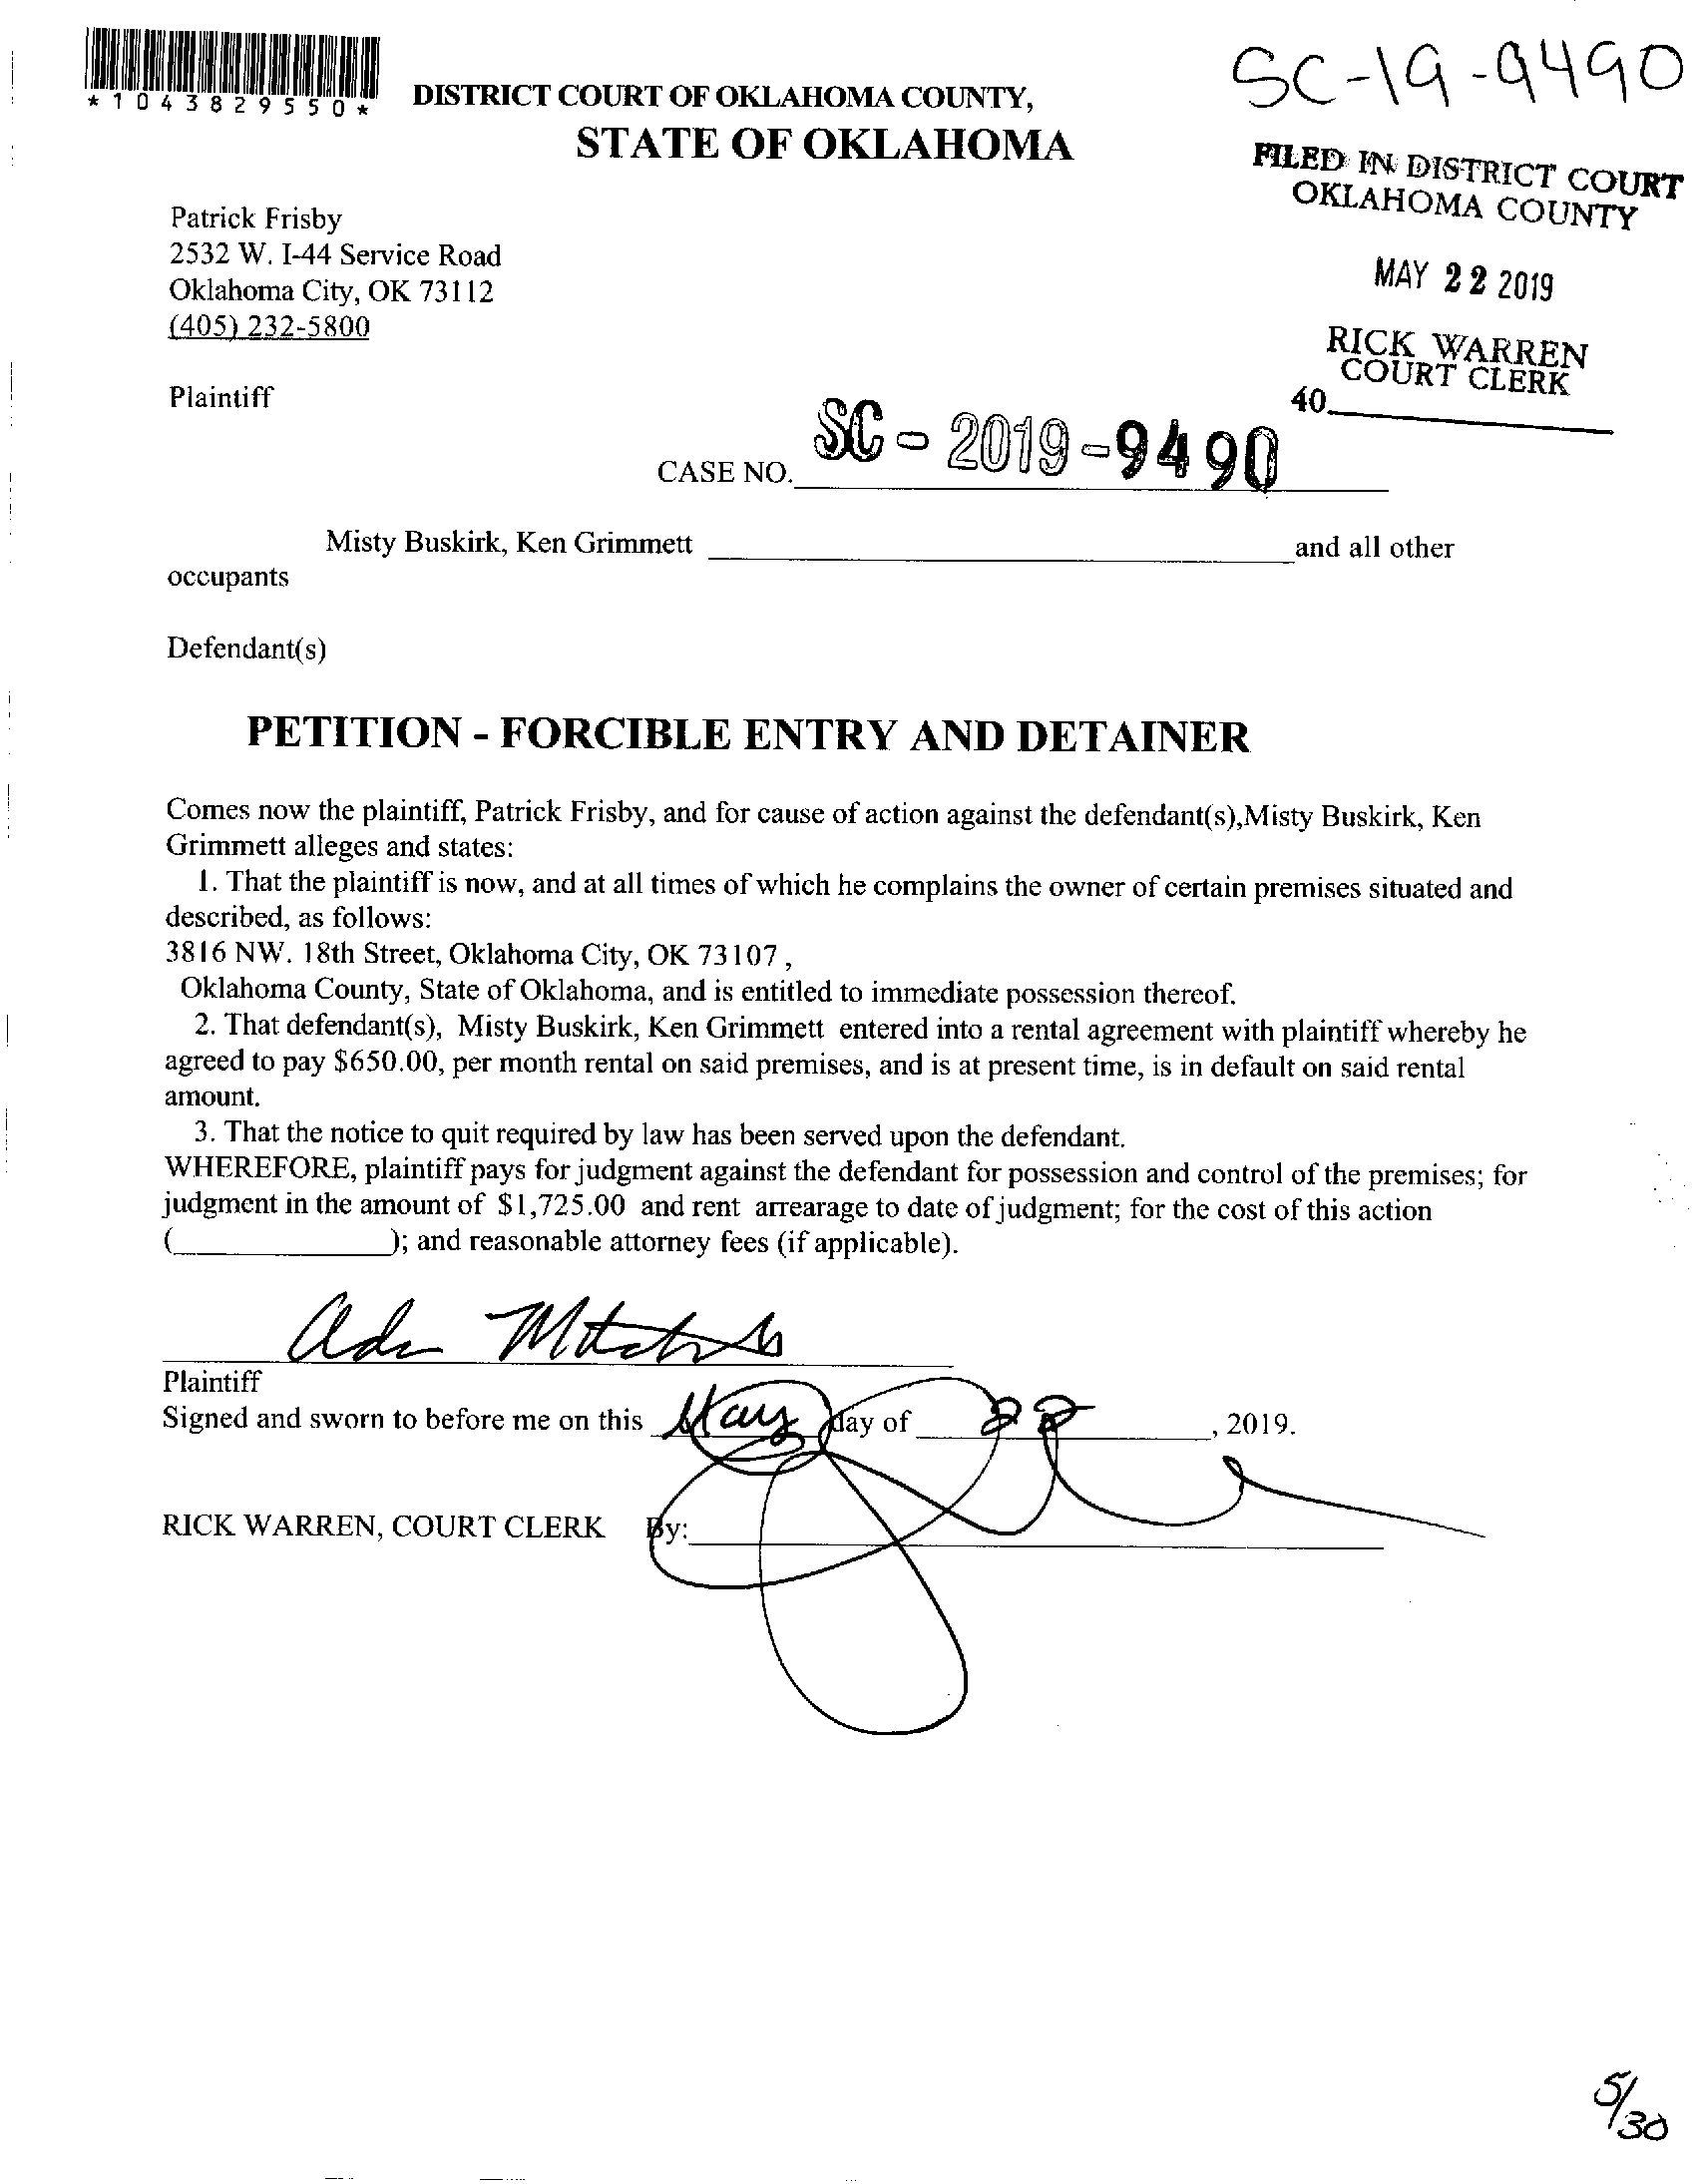 SC-19-9490
*1043829550*
DISTRICT COURT OF OKLAHOMA COUNTY,
STATE OF OKLAHOMA
FILED IN DISTRICT COURT
OKLAHOMA COUNTY
MAY 22 2019
RICK WARREN
COURT CLERK
40
Patrick Frisby
2532 W. I-44 Service Road
Oklahoma City, OK 73112
(405) 232-5800
Plaintiff
CASE NO. SC - 2019 -9490
Misty Buskirk, Ken Grimmett and all other
occupants
Defendant(s)
PETITION - FORCIBLE ENTRY AND DETAINER
Comes now the plaintiff, Patrick Frisby, and for cause of action against the defendant(s),Misty Buskirk, Ken
Grimmett alleges and states:
1. That the plaintiff is now, and at all times of which he complains the owner of certain premises situated and
described, as follows:
3816 NW. 18th Street, Oklahoma City, OK 73107 ,
Oklahoma County, State of Oklahoma, and is entitled to immediate possession thereof.
2. That defendant(s), Misty Buskirk, Ken Grimmett entered into a rental agreement with plaintiff whereby he
agreed to pay $650.00, per month rental on said premises, and is at present time, is in default on said rental
amount.
3. That the notice to quit required by law has been served upon the defendant.
WHEREFORE, plaintiff pays for judgment against the defendant for possession and control of the premises; for
judgment in the amount of $1,725.00 and rent arrearage to date of judgment; for the cost of this action
(____________); and reasonable attorney fees (if applicable).
Plaintiff
Signed and sworn to before me on this May day of 22, 2019.
RICK WARREN, COURT CLERK By:
5/30